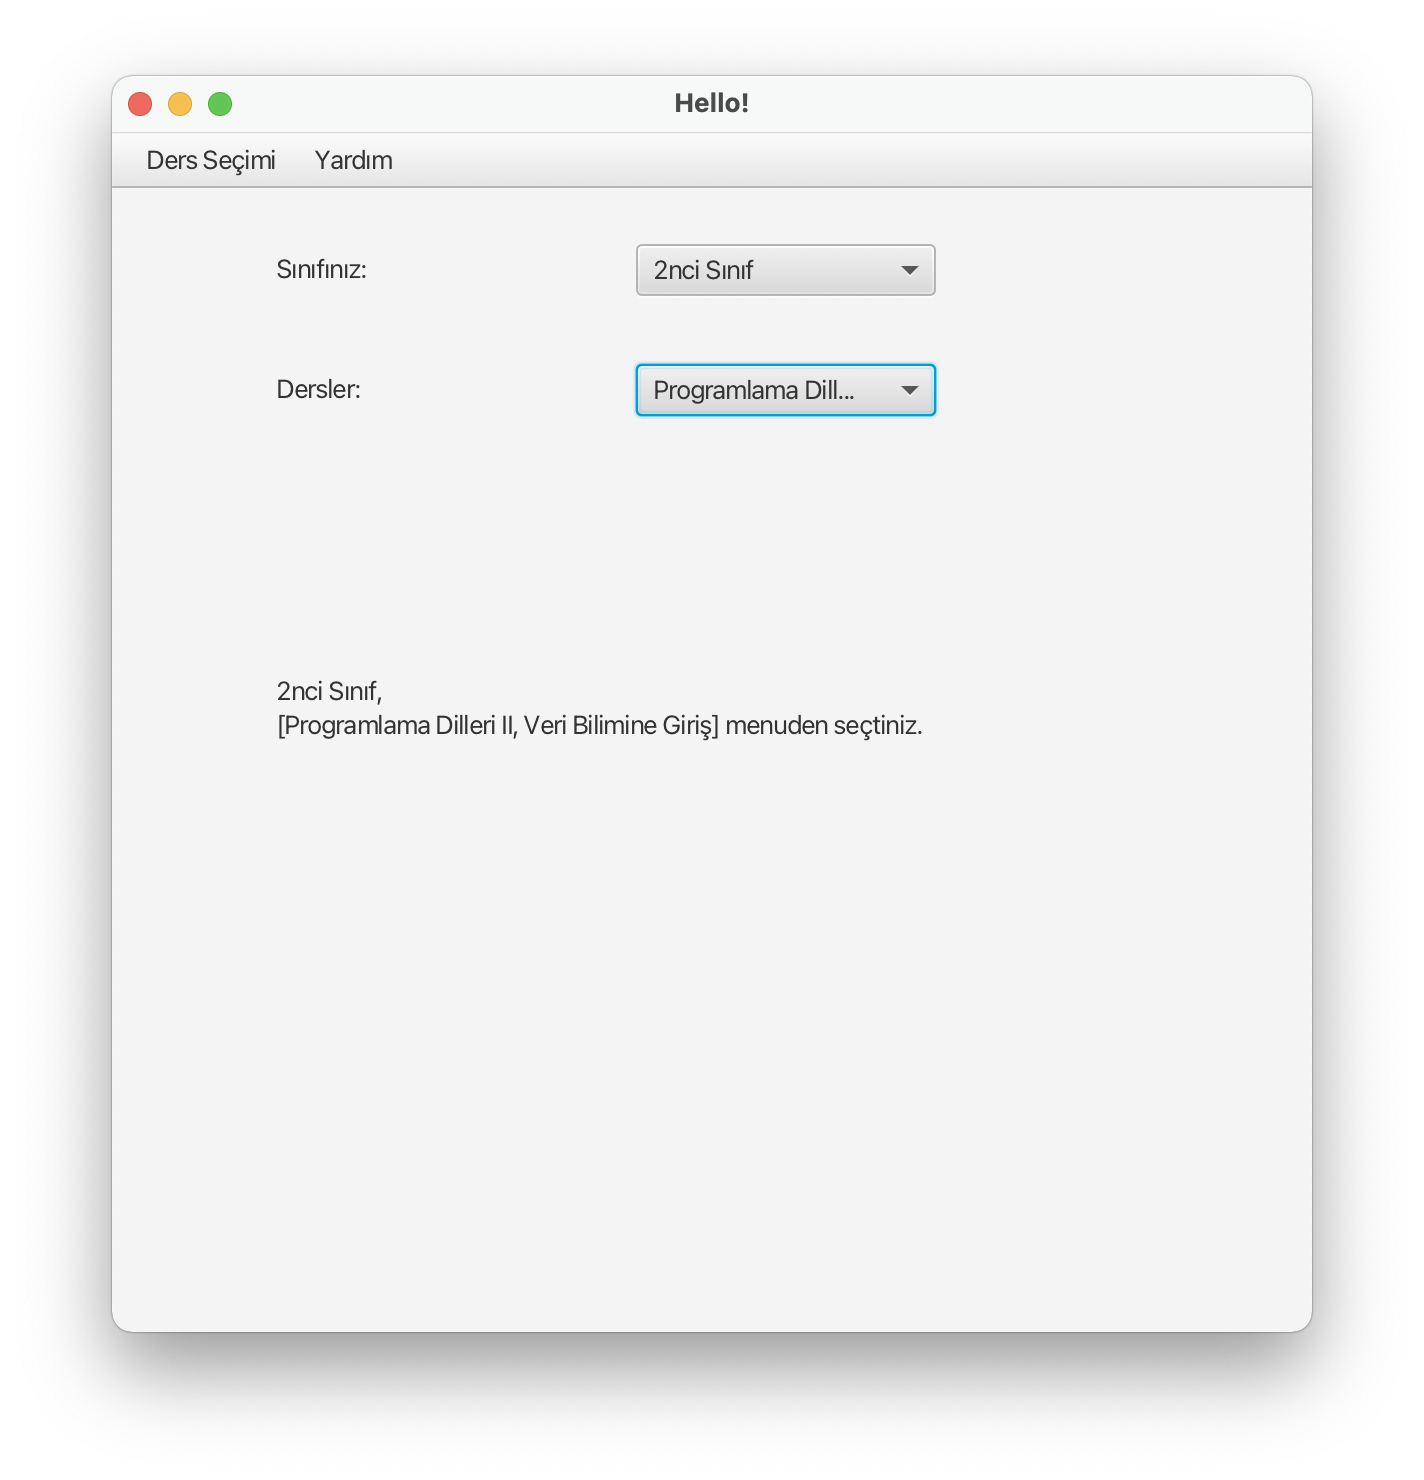 Hello!
Ders Seçimi Yardım
Sınıfınız: 2nci Sınıf
Dersler: Programlama Dill...
2nci Sınıf,
[Programlama Dilleri II, Veri Bilimine Giriş] menuden seçtiniz.